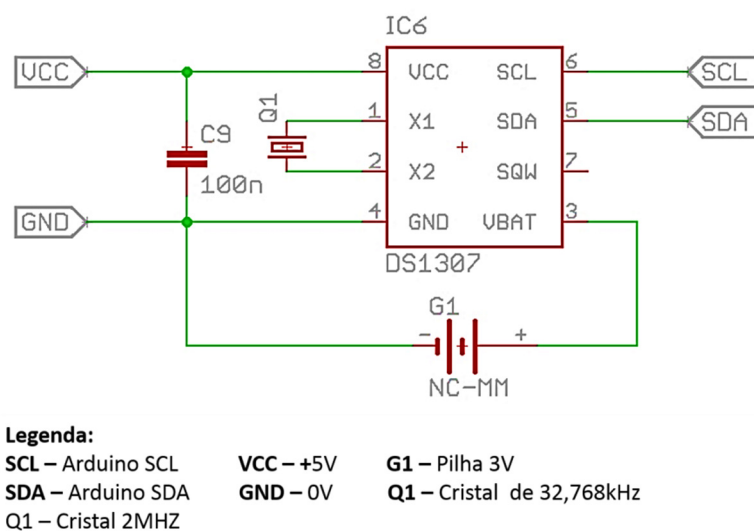 IC6
VCC
8
VCC
SCL
6
SCL
Q1
1
X1
SDA
5
SDA
C9
100n
2
X2
SQW
7
GND
4
GND
VBAT
3
DS1307
G1
- +
NC-MM
Legenda:
SCL – Arduino SCL VCC – +5V G1 – Pilha 3V
SDA – Arduino SDA GND – 0V Q1 – Cristal de 32,768kHz
Q1 – Cristal 2MHZ